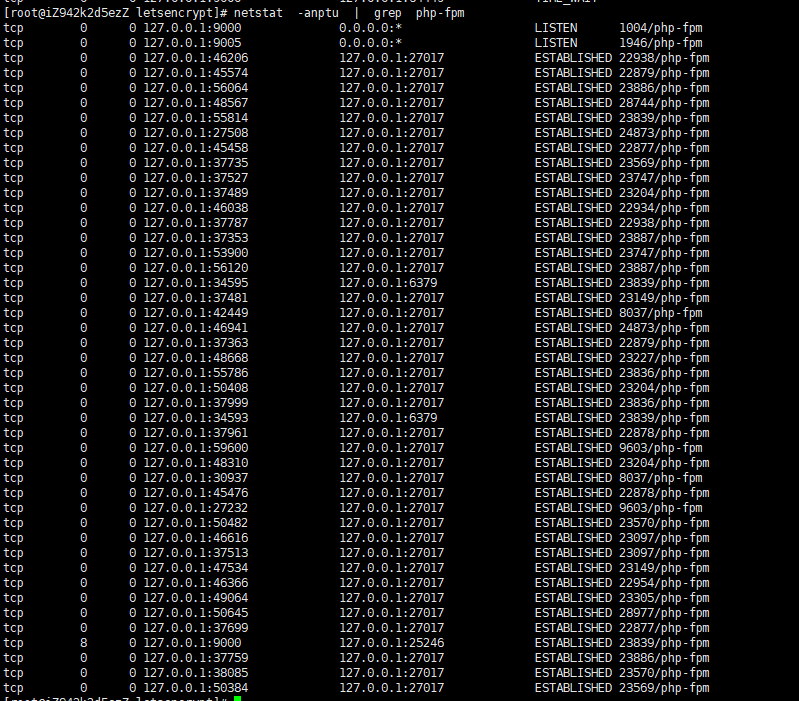 [root@iZ942k2d5ezZ letsencrypt]# netstat  -anptu  |  grep  php-fpm
tcp        0      0 127.0.0.1:9000              0.0.0.0:*                   LISTEN      1004/php-fpm
tcp        0      0 127.0.0.1:9005              0.0.0.0:*                   LISTEN      1946/php-fpm
tcp        0      0 127.0.0.1:46206             127.0.0.1:27017             ESTABLISHED 22938/php-fpm
tcp        0      0 127.0.0.1:45574             127.0.0.1:27017             ESTABLISHED 22879/php-fpm
tcp        0      0 127.0.0.1:56064             127.0.0.1:27017             ESTABLISHED 23886/php-fpm
tcp        0      0 127.0.0.1:48567             127.0.0.1:27017             ESTABLISHED 28744/php-fpm
tcp        0      0 127.0.0.1:55814             127.0.0.1:27017             ESTABLISHED 23839/php-fpm
tcp        0      0 127.0.0.1:27508             127.0.0.1:27017             ESTABLISHED 24873/php-fpm
tcp        0      0 127.0.0.1:45458             127.0.0.1:27017             ESTABLISHED 22877/php-fpm
tcp        0      0 127.0.0.1:37735             127.0.0.1:27017             ESTABLISHED 23569/php-fpm
tcp        0      0 127.0.0.1:37527             127.0.0.1:27017             ESTABLISHED 23747/php-fpm
tcp        0      0 127.0.0.1:37489             127.0.0.1:27017             ESTABLISHED 23204/php-fpm
tcp        0      0 127.0.0.1:46038             127.0.0.1:27017             ESTABLISHED 22934/php-fpm
tcp        0      0 127.0.0.1:37787             127.0.0.1:27017             ESTABLISHED 22938/php-fpm
tcp        0      0 127.0.0.1:37353             127.0.0.1:27017             ESTABLISHED 23887/php-fpm
tcp        0      0 127.0.0.1:53900             127.0.0.1:27017             ESTABLISHED 23747/php-fpm
tcp        0      0 127.0.0.1:56120             127.0.0.1:27017             ESTABLISHED 23887/php-fpm
tcp        0      0 127.0.0.1:34595             127.0.0.1:6379              ESTABLISHED 23839/php-fpm
tcp        0      0 127.0.0.1:37481             127.0.0.1:27017             ESTABLISHED 23149/php-fpm
tcp        0      0 127.0.0.1:42449             127.0.0.1:27017             ESTABLISHED 8037/php-fpm
tcp        0      0 127.0.0.1:46941             127.0.0.1:27017             ESTABLISHED 24873/php-fpm
tcp        0      0 127.0.0.1:37363             127.0.0.1:27017             ESTABLISHED 22879/php-fpm
tcp        0      0 127.0.0.1:48668             127.0.0.1:27017             ESTABLISHED 23227/php-fpm
tcp        0      0 127.0.0.1:55786             127.0.0.1:27017             ESTABLISHED 23836/php-fpm
tcp        0      0 127.0.0.1:50408             127.0.0.1:27017             ESTABLISHED 23204/php-fpm
tcp        0      0 127.0.0.1:37999             127.0.0.1:27017             ESTABLISHED 23836/php-fpm
tcp        0      0 127.0.0.1:34593             127.0.0.1:6379              ESTABLISHED 23839/php-fpm
tcp        0      0 127.0.0.1:37961             127.0.0.1:27017             ESTABLISHED 22878/php-fpm
tcp        0      0 127.0.0.1:59600             127.0.0.1:27017             ESTABLISHED 9603/php-fpm
tcp        0      0 127.0.0.1:48310             127.0.0.1:27017             ESTABLISHED 23204/php-fpm
tcp        0      0 127.0.0.1:30937             127.0.0.1:27017             ESTABLISHED 8037/php-fpm
tcp        0      0 127.0.0.1:45476             127.0.0.1:27017             ESTABLISHED 22878/php-fpm
tcp        0      0 127.0.0.1:27232             127.0.0.1:27017             ESTABLISHED 9603/php-fpm
tcp        0      0 127.0.0.1:50482             127.0.0.1:27017             ESTABLISHED 23570/php-fpm
tcp        0      0 127.0.0.1:46616             127.0.0.1:27017             ESTABLISHED 23097/php-fpm
tcp        0      0 127.0.0.1:37513             127.0.0.1:27017             ESTABLISHED 23097/php-fpm
tcp        0      0 127.0.0.1:47534             127.0.0.1:27017             ESTABLISHED 23149/php-fpm
tcp        0      0 127.0.0.1:46366             127.0.0.1:27017             ESTABLISHED 22954/php-fpm
tcp        0      0 127.0.0.1:49064             127.0.0.1:27017             ESTABLISHED 23305/php-fpm
tcp        0      0 127.0.0.1:50645             127.0.0.1:27017             ESTABLISHED 28977/php-fpm
tcp        0      0 127.0.0.1:37699             127.0.0.1:27017             ESTABLISHED 22877/php-fpm
tcp        8      0 127.0.0.1:9000              127.0.0.1:25246             ESTABLISHED 23839/php-fpm
tcp        0      0 127.0.0.1:37759             127.0.0.1:27017             ESTABLISHED 23886/php-fpm
tcp        0      0 127.0.0.1:38085             127.0.0.1:27017             ESTABLISHED 23570/php-fpm
tcp        0      0 127.0.0.1:50384             127.0.0.1:27017             ESTABLISHED 23569/php-fpm
[root@iZ942k2d5ezZ letsencrypt]#